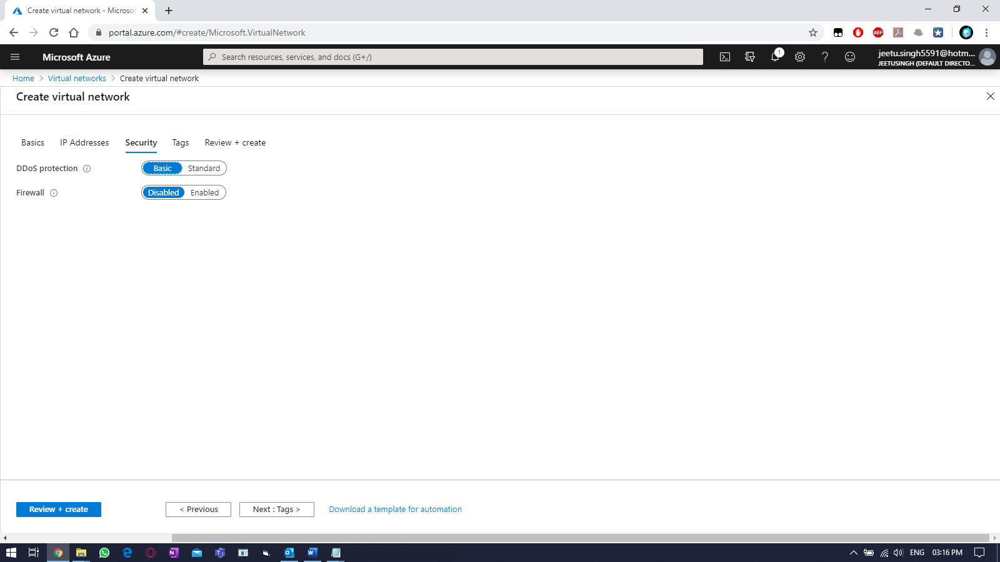 Create virtual network - Microsof
portal.azure.com/#create/Microsoft.VirtualNetwork
ABP
Microsoft Azure
Search resources, services, and docs (G+/)
1
jeetu.singh5591@hotm...
JEETUSINGH (DEFAULT DIRECTO...
Home > Virtual networks > Create virtual network
Create virtual network
Basics IP Addresses Security Tags Review + create
DDoS protection Basic Standard
Firewall Disabled Enabled
Review + create < Previous Next : Tags > Download a template for automation
ENG 03:16 PM